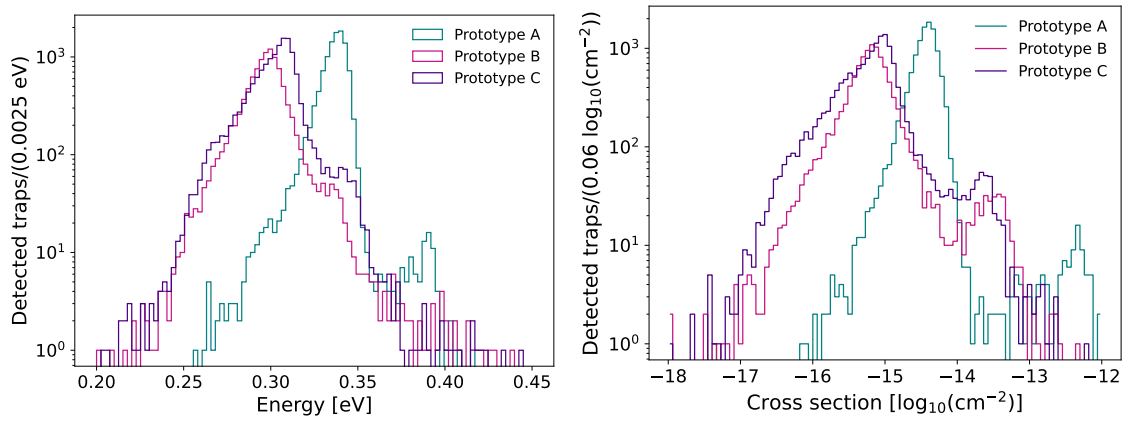 Detected traps/(0.0025 eV)
10³
10²
10¹
10⁰
0.20 0.25 0.30 0.35 0.40 0.45
Energy [eV]
Prototype A
Prototype B
Prototype C
Detected traps/(0.06 log₁₀(cm⁻²))
10³
10²
10¹
10⁰
−18 −17 −16 −15 −14 −13 −12
Cross section [log₁₀(cm⁻²)]
Prototype A
Prototype B
Prototype C